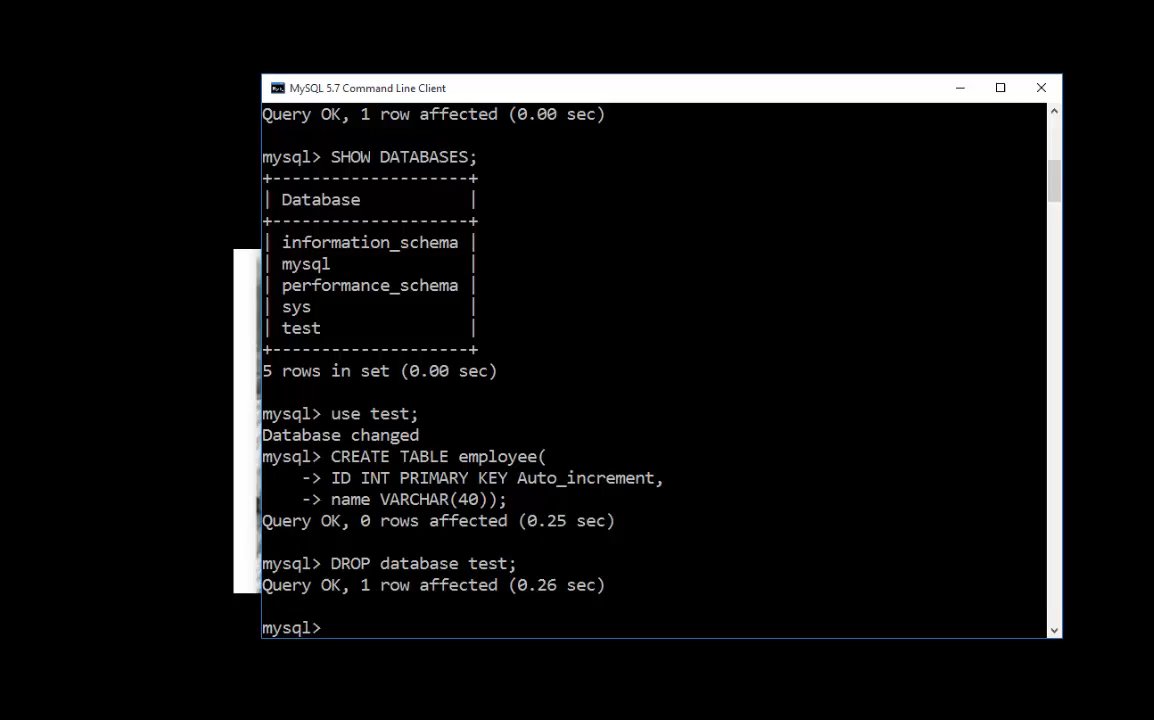 MySQL 5.7 Command Line Client
Query OK, 1 row affected (0.00 sec)
mysql> SHOW DATABASES;
+--------------------+
| Database           |
+--------------------+
| information_schema |
| mysql              |
| performance_schema |
| sys                |
| test               |
+--------------------+
5 rows in set (0.00 sec)
mysql> use test;
Database changed
mysql> CREATE TABLE employee(
    -> ID INT PRIMARY KEY Auto_increment,
    -> name VARCHAR(40));
Query OK, 0 rows affected (0.25 sec)
mysql> DROP database test;
Query OK, 1 row affected (0.26 sec)
mysql>